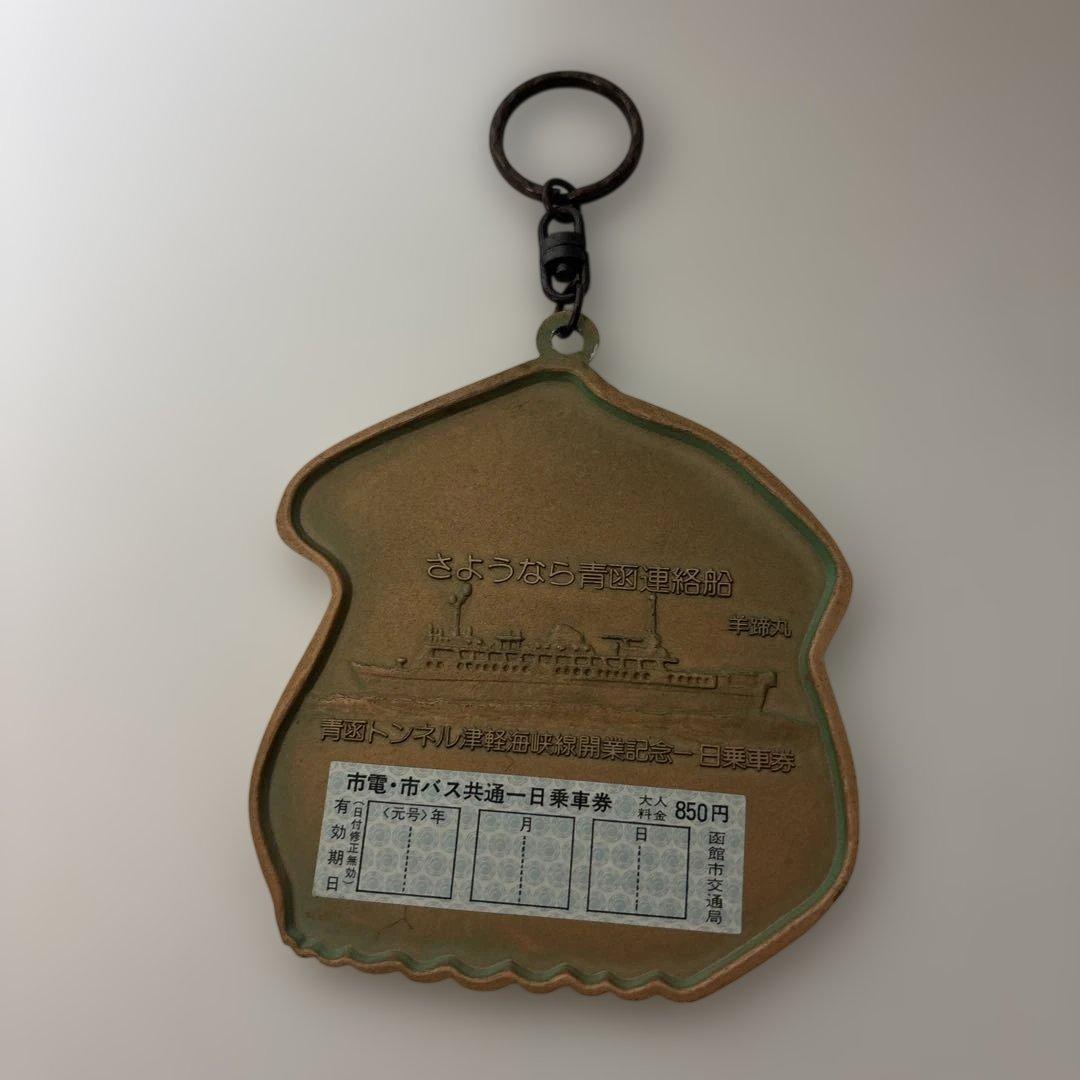 さようなら青函連絡船
羊蹄丸
青函トンネル津軽海峡線開業記念一日乗車券
市電・市バス共通一日乗車券 大人料金 850円
有効期日
(日付修正無効)
〈元号〉年
月
日
函館市交通局